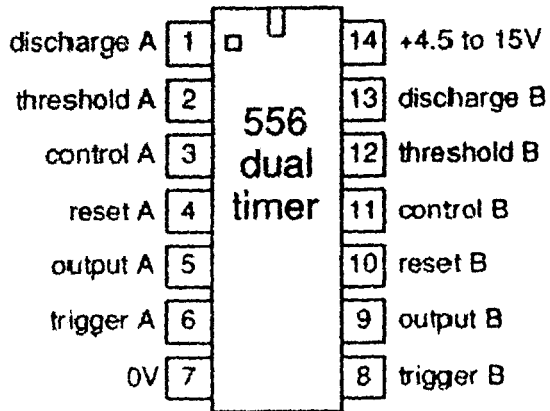 discharge A 1
threshold A 2
control A 3
reset A 4
output A 5
trigger A 6
0V 7
556
dual
timer
14 +4.5 to 15V
13 discharge B
12 threshold B
11 control B
10 reset B
9 output B
8 trigger B